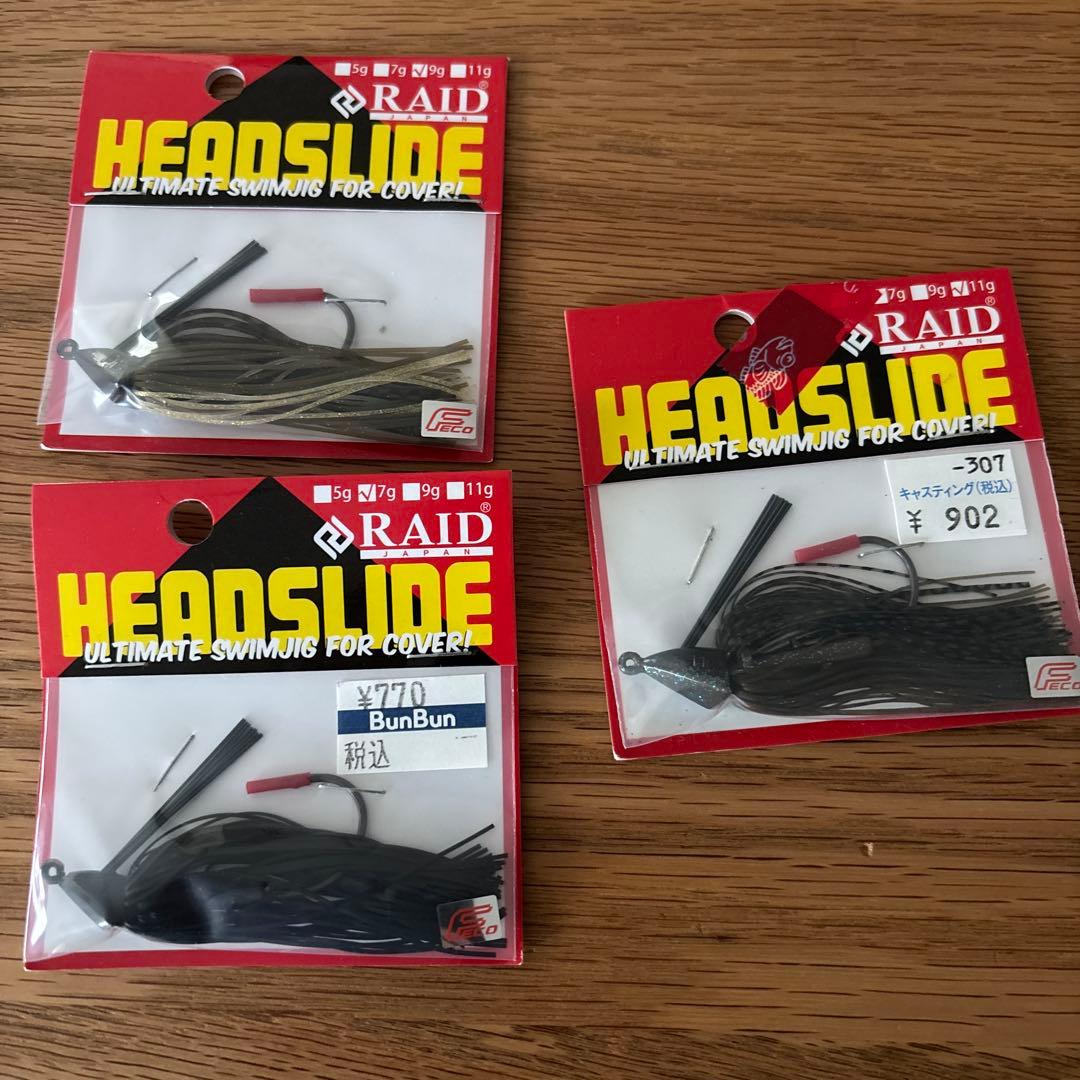 5g 7g 9g 11g
RAID®
JAPAN
HEADSLIDE
ULTIMATE SWIMJIG FOR COVER!
FECO
7g 9g 11g
RAID®
JAPAN
HEADSLIDE
ULTIMATE SWIMJIG FOR COVER!
-307
キャスティング(税込)
¥ 902
FECO
5g 7g 9g 11g
RAID®
JAPAN
HEADSLIDE
ULTIMATE SWIMJIG FOR COVER!
¥770
BunBun
税込
FECO